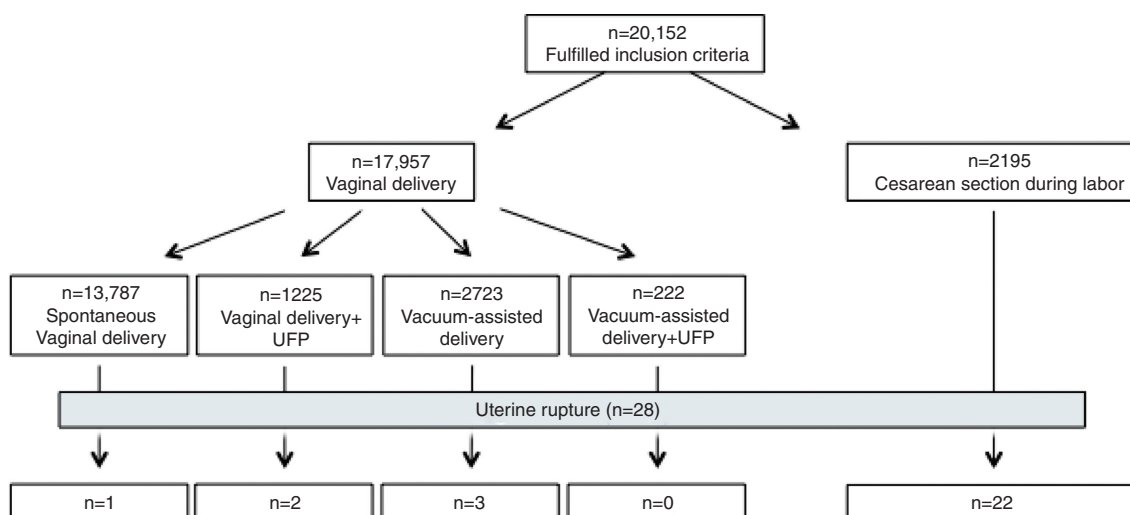 n=20,152
Fulfilled inclusion criteria
n=17,957
Vaginal delivery
n=2195
Cesarean section during labor
n=13,787
Spontaneous
Vaginal delivery
n=1225
Vaginal delivery+
UFP
n=2723
Vacuum-assisted
delivery
n=222
Vacuum-assisted
delivery+UFP
Uterine rupture (n=28)
n=1
n=2
n=3
n=0
n=22